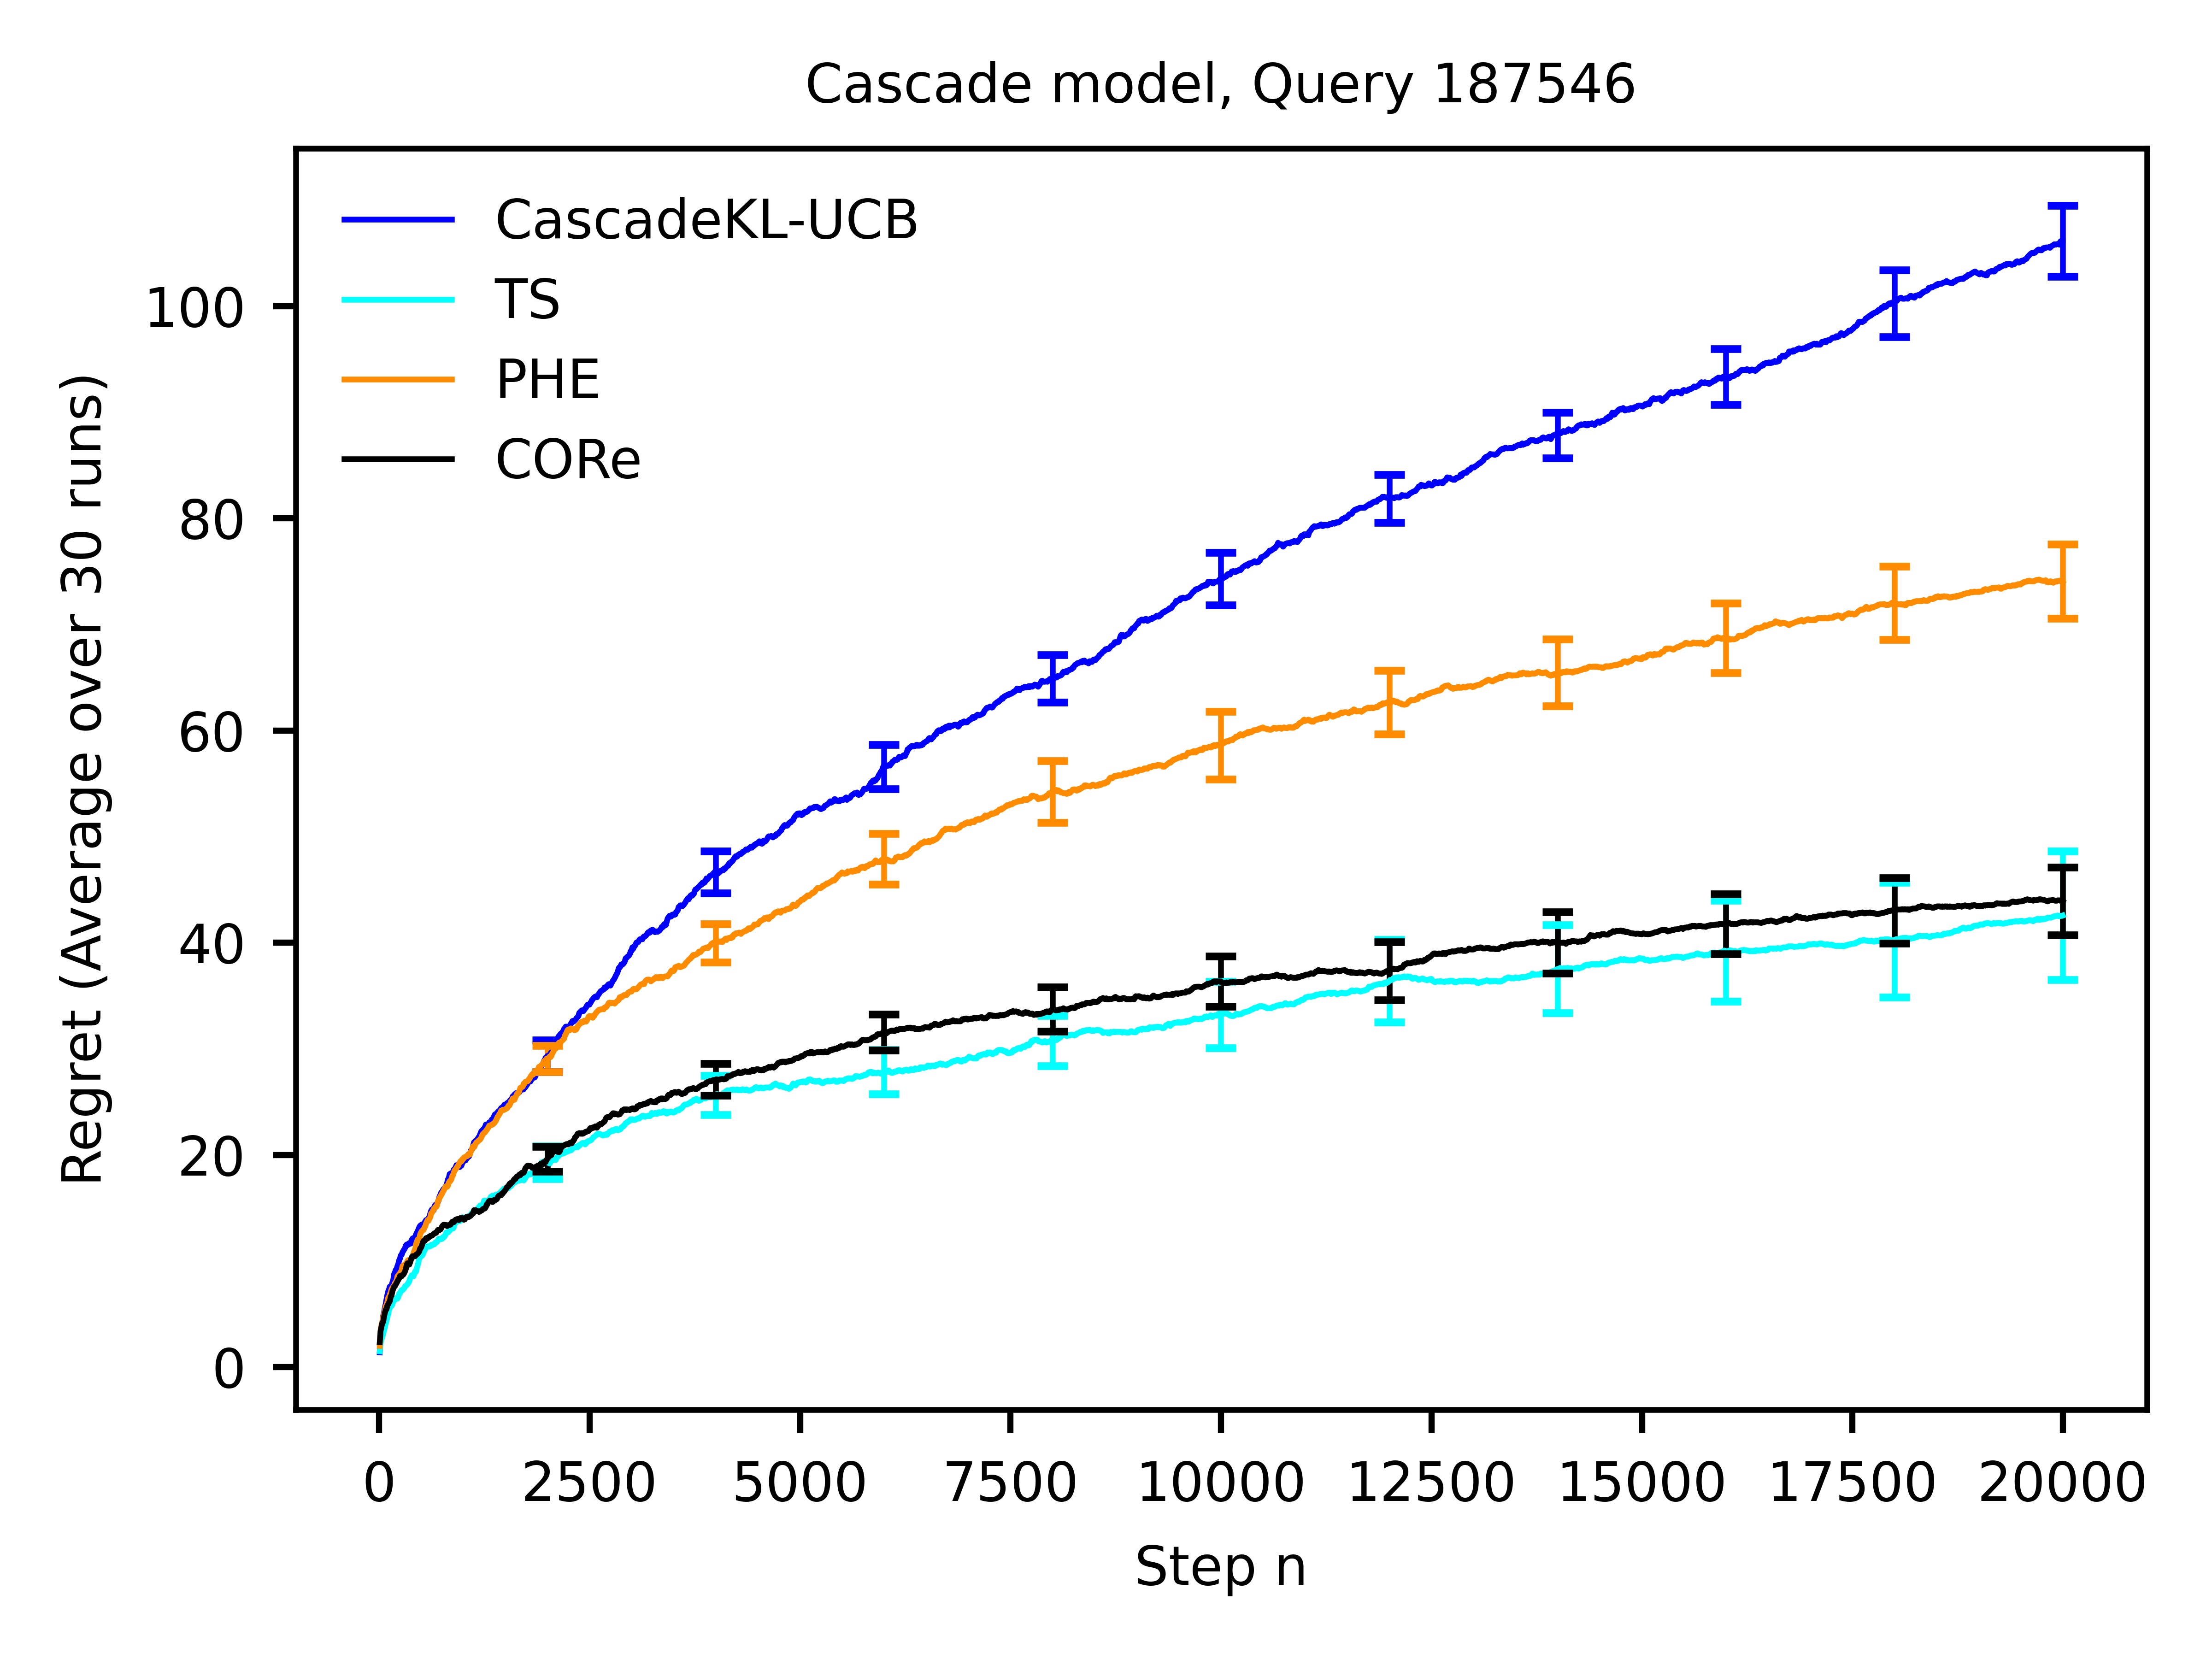 Cascade model, Query 187546
CascadeKL-UCB
TS
PHE
CORe
Regret (Average over 30 runs)
100
80
60
40
20
0
0 2500 5000 7500 10000 12500 15000 17500 20000
Step n